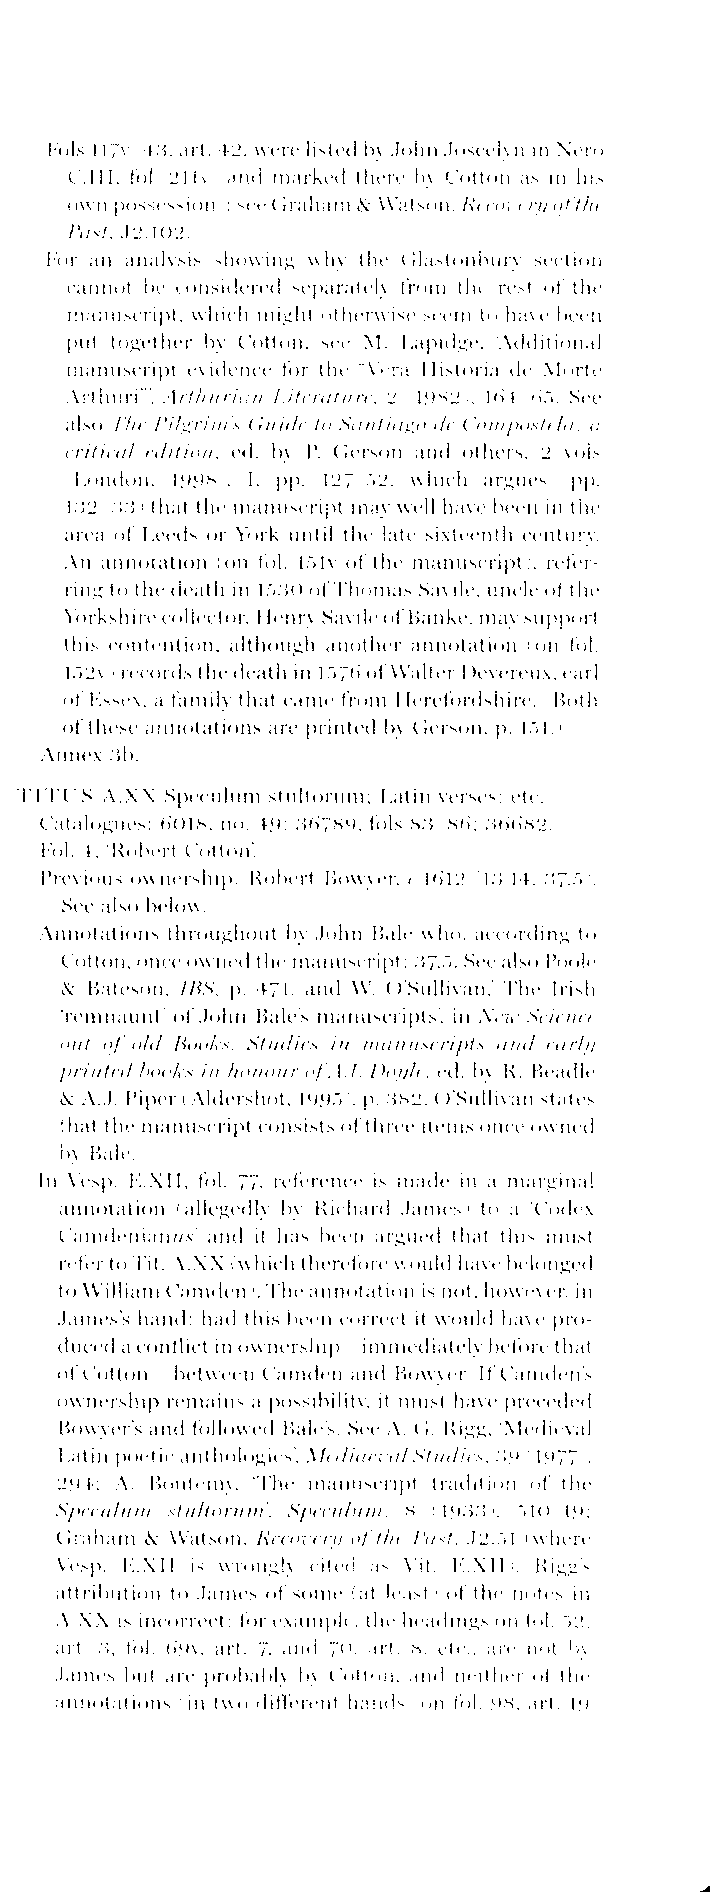 Fols 117v–43, art. 42, were listed by John Joscelyn in Nero
C.III, fol. 211v (and marked there by Cotton as in his
own possession): see Graham & Watson, Recovery of the
Past, J2.102.
For an analysis showing why the Glastonbury section
cannot be considered separately from the rest of the
manuscript, which might otherwise seem to have been
put together by Cotton, see M. Lapidge, 'Additional
manuscript evidence for the "Vera Historia de Morte
Arthuri"', Arthurian Literature, 2 (1982), 164–65. See
also The Pilgrim's Guide to Santiago de Compostela, a
critical edition, ed. by P. Gerson and others, 2 vols
(London, 1998), I, pp. 127–52, which argues (pp.
132–33) that the manuscript may well have been in the
area of Leeds or York until the late sixteenth century.
An annotation (on fol. 151v of the manuscript), refer-
ring to the death in 1530 of Thomas Savile, uncle of the
Yorkshire collector, Henry Savile of Banke, may support
this contention, although another annotation (on fol.
152v) records the death in 1576 of Walter Devereux, earl
of Essex, a family that came from Herefordshire. (Both
of these annotations are printed by Gerson, p. 151.)
Annex 3b.
TITUS A.XX Speculum stultorum; Latin verses; etc.
Catalogues: 6018, no. 49; 36789, fols 83–86; 36682.
Fol. 4, 'Robert Cotton'.
Previous ownership: Robert Bowyer, c 1612 (43.14, 37.5).
See also below.
Annotations throughout by John Bale who, according to
Cotton, once owned the manuscript: 37.5. See also Poole
& Bateson, IBS, p. 471, and W. O'Sullivan,' The Irish
'remnaunt' of John Bale's manuscripts', in New Science
out of old Books. Studies in manuscripts and early
printed books in honour of A.I. Doyle, ed. by R. Beadle
& A.J. Piper (Aldershot, 1995), p. 382. O'Sullivan states
that the manuscript consists of three items once owned
by Bale.
In Vesp. E.XII, fol. 77, reference is made in a marginal
annotation (allegedly by Richard James) to a 'Codex
Camdenianus' and it has been argued that this must
refer to Tit. A.XX (which therefore would have belonged
to William Camden). The annotation is not, however, in
James's hand: had this been correct it would have pro-
duced a conflict in ownership – immediately before that
of Cotton – between Camden and Bowyer. If Camden's
ownership remains a possibility, it must have preceded
Bowyer's and followed Bale's. See A. G. Rigg, 'Medieval
Latin poetic anthologies', Mediaeval Studies, 39 (1977),
294; A. Boutemy, 'The manuscript tradition of the
Speculum stultorum', Speculum, 8 (1933), 510–19;
Graham & Watson, Recovery of the Past, J2.51 (where
Vesp. E.XII is wrongly cited as Vit. E.XII). Rigg's
attribution to James of some (at least) of the notes in
A.XX is incorrect: for example, the headings on fol. 52,
art. 3, fol. 69v, art. 7, and 70, art. 8, etc., are not by
James but are probably by Cotton, and neither of the
annotations (in two different hands) on fol. 98, art. 19